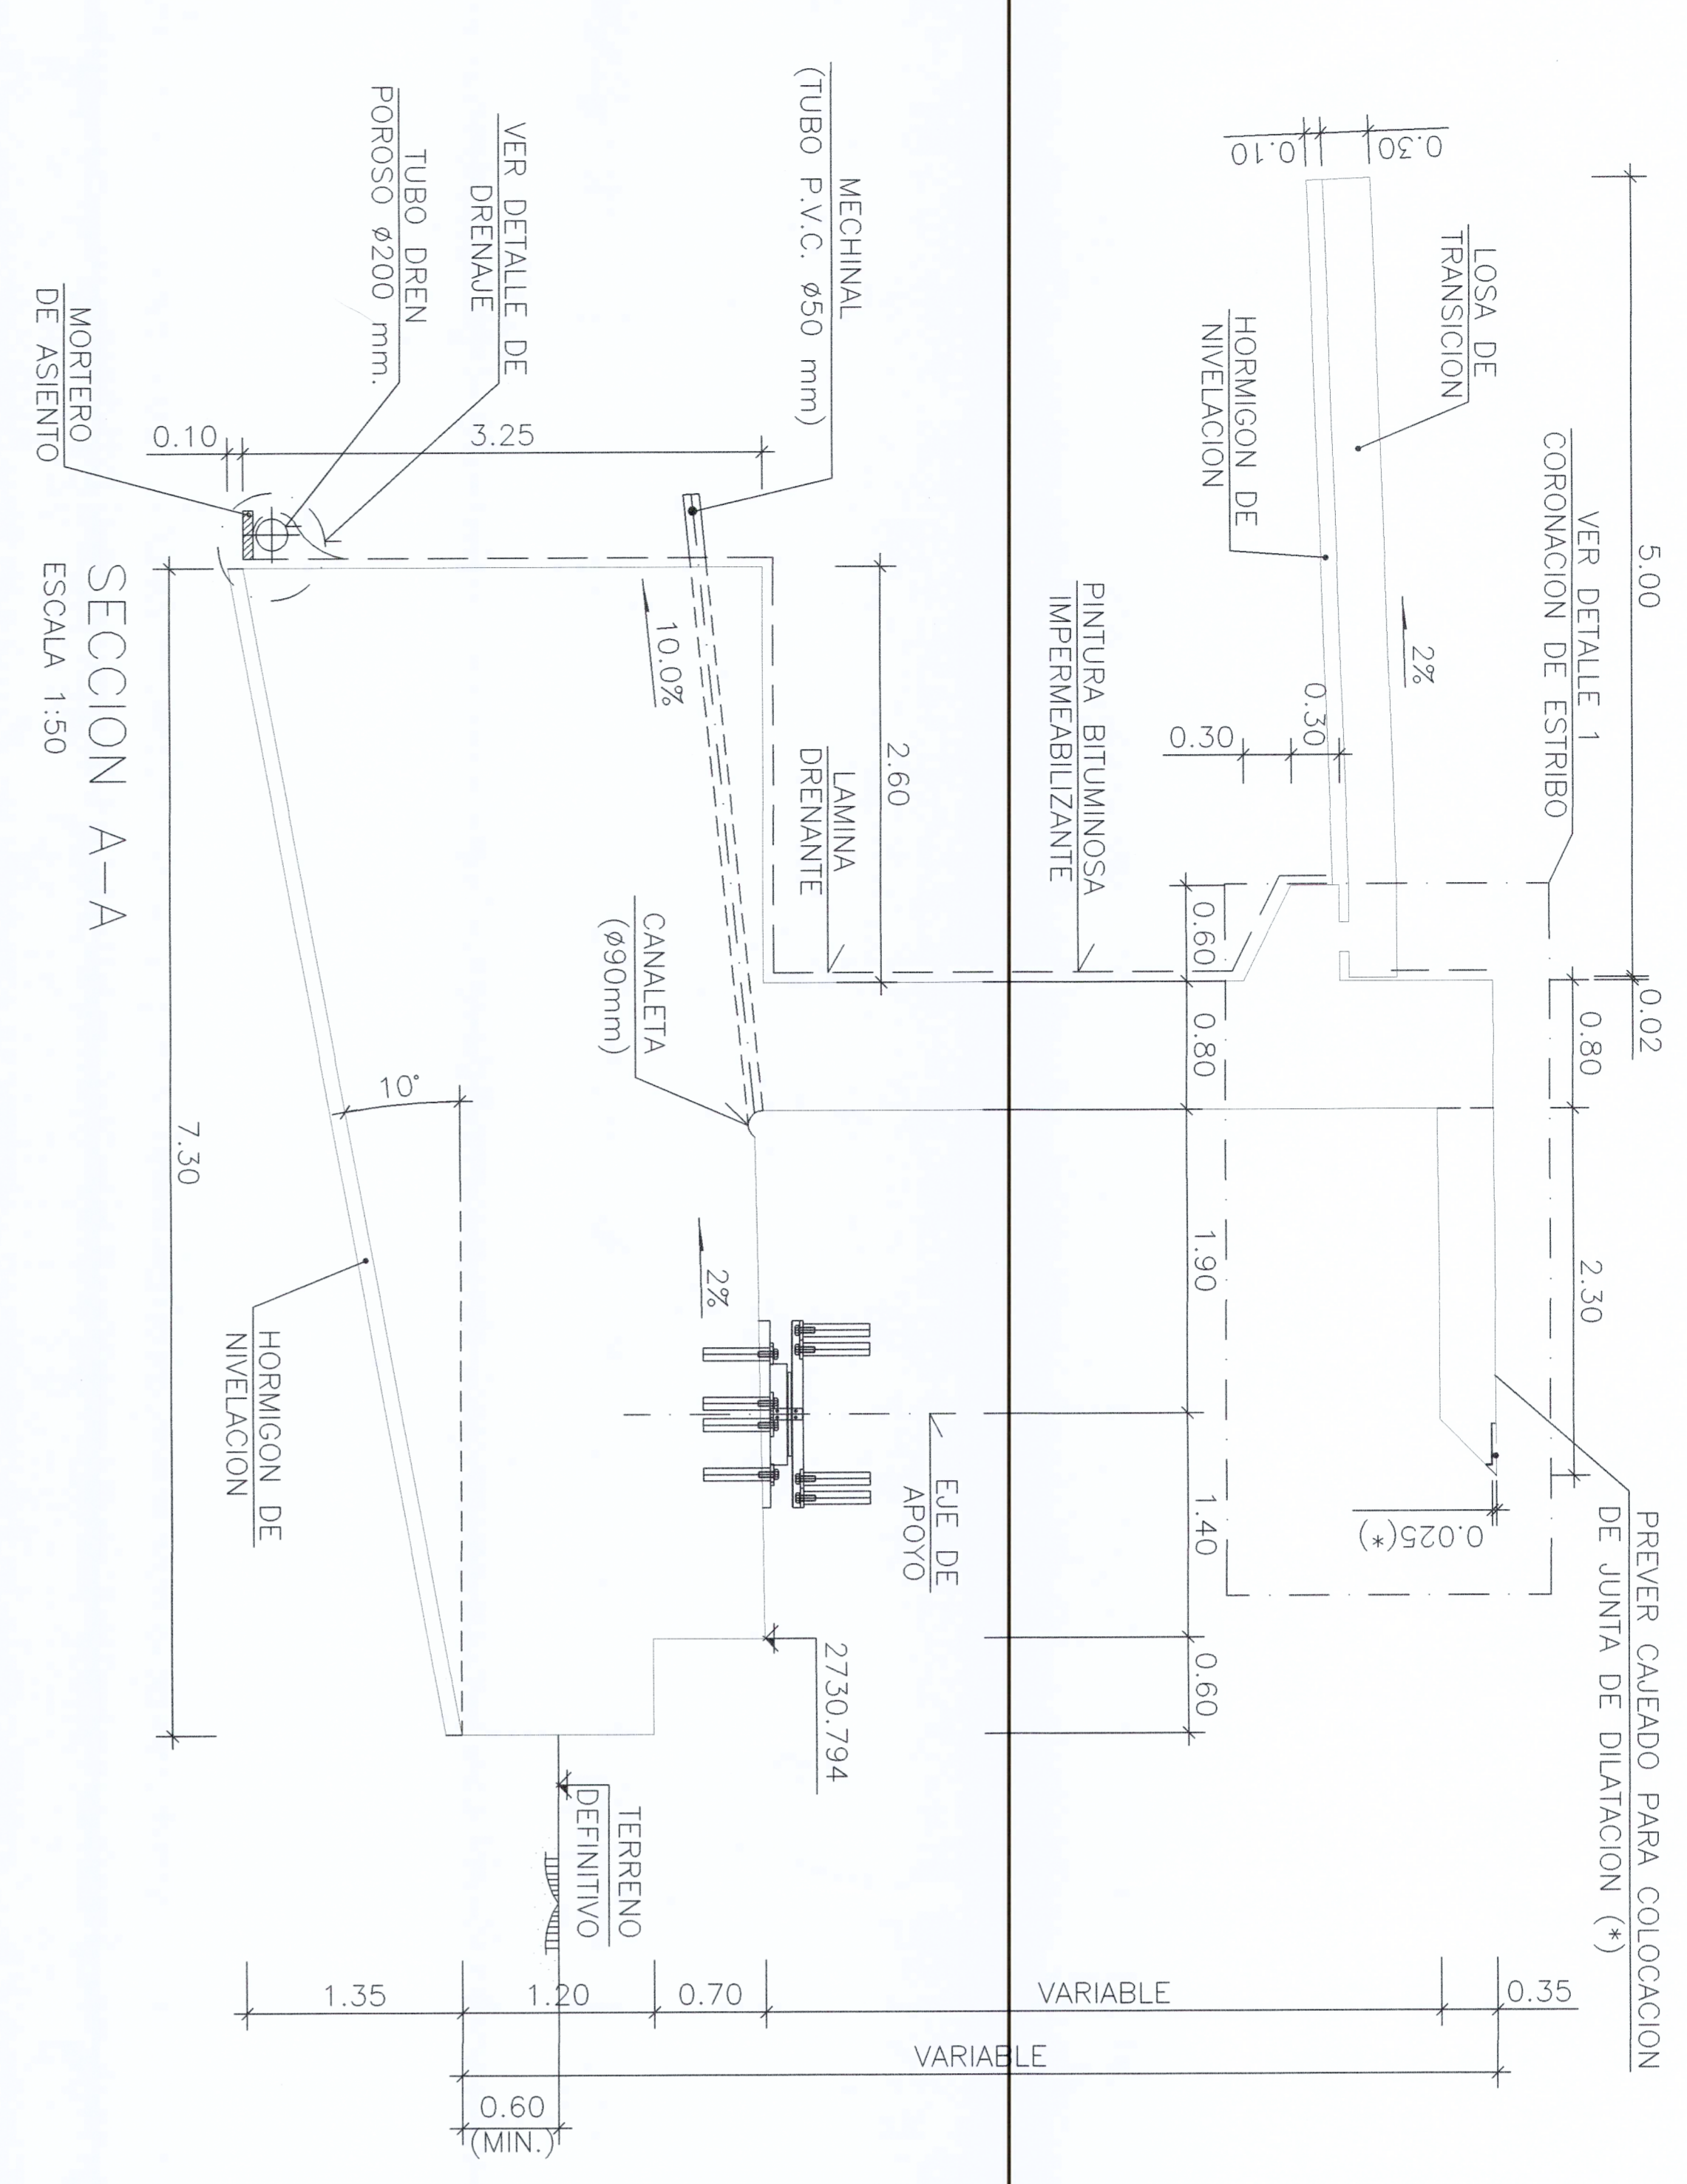 5.00
0.02
0.80
2.30
PREVER CAJEADO PARA COLOCACION
DE JUNTA DE DILATACION (*)
VER DETALLE 1
CORONACION DE ESTRIBO
LOSA DE
TRANSICION
2%
0.30
0.10
HORMIGON DE
NIVELACION
0.30
0.30
0.025(*)
0.35
0.60
0.80
1.90
1.40
0.60
PINTURA BITUMINOSA
IMPERMEABILIZANTE
VARIABLE
VARIABLE
MECHINAL
(TUBO P.V.C. Ø50 mm)
2.60
LAMINA
DRENANTE
EJE DE
APOYO
2730.794
10.0%
CANALETA
(Ø90mm)
2%
0.70
VER DETALLE DE
DRENAJE
TUBO DREN
POROSO Ø200 mm.
3.25
0.10
TERRENO
DEFINITIVO
1.20
0.60
(MIN.)
10°
1.35
MORTERO
DE ASIENTO
HORMIGON DE
NIVELACION
7.30
SECCION A-A
ESCALA 1:50